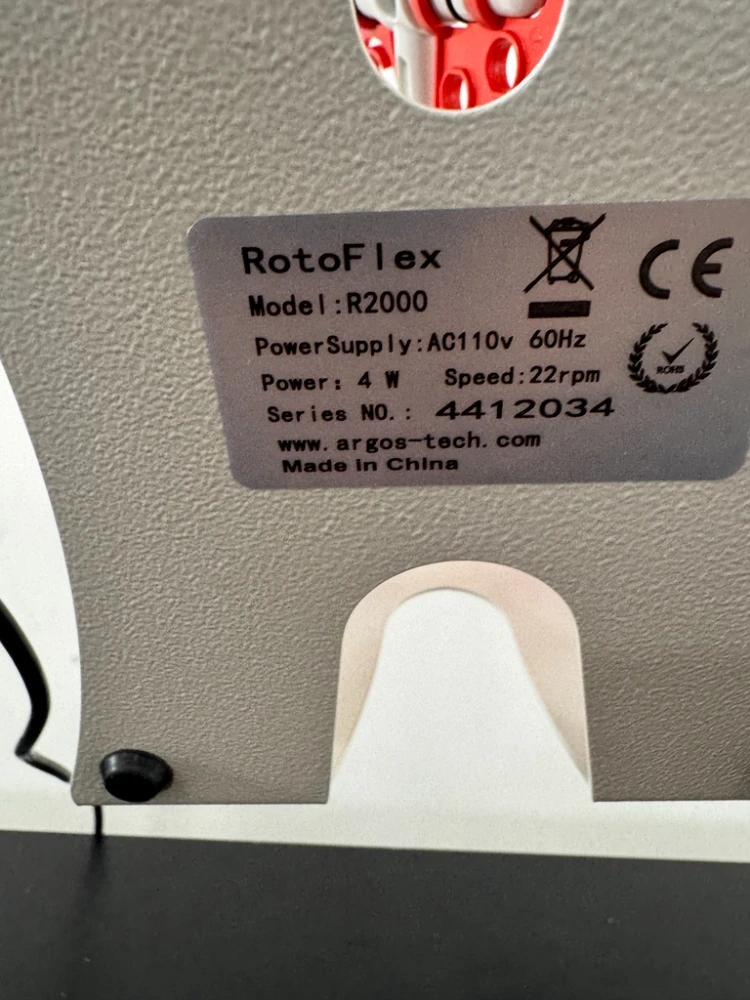 RotoFlex
Model:R2000
PowerSupply:AC110v 60Hz
Power: 4 W Speed:22rpm
Series NO.: 4412034
www.argos-tech.com
Made in China
CE
ROHS